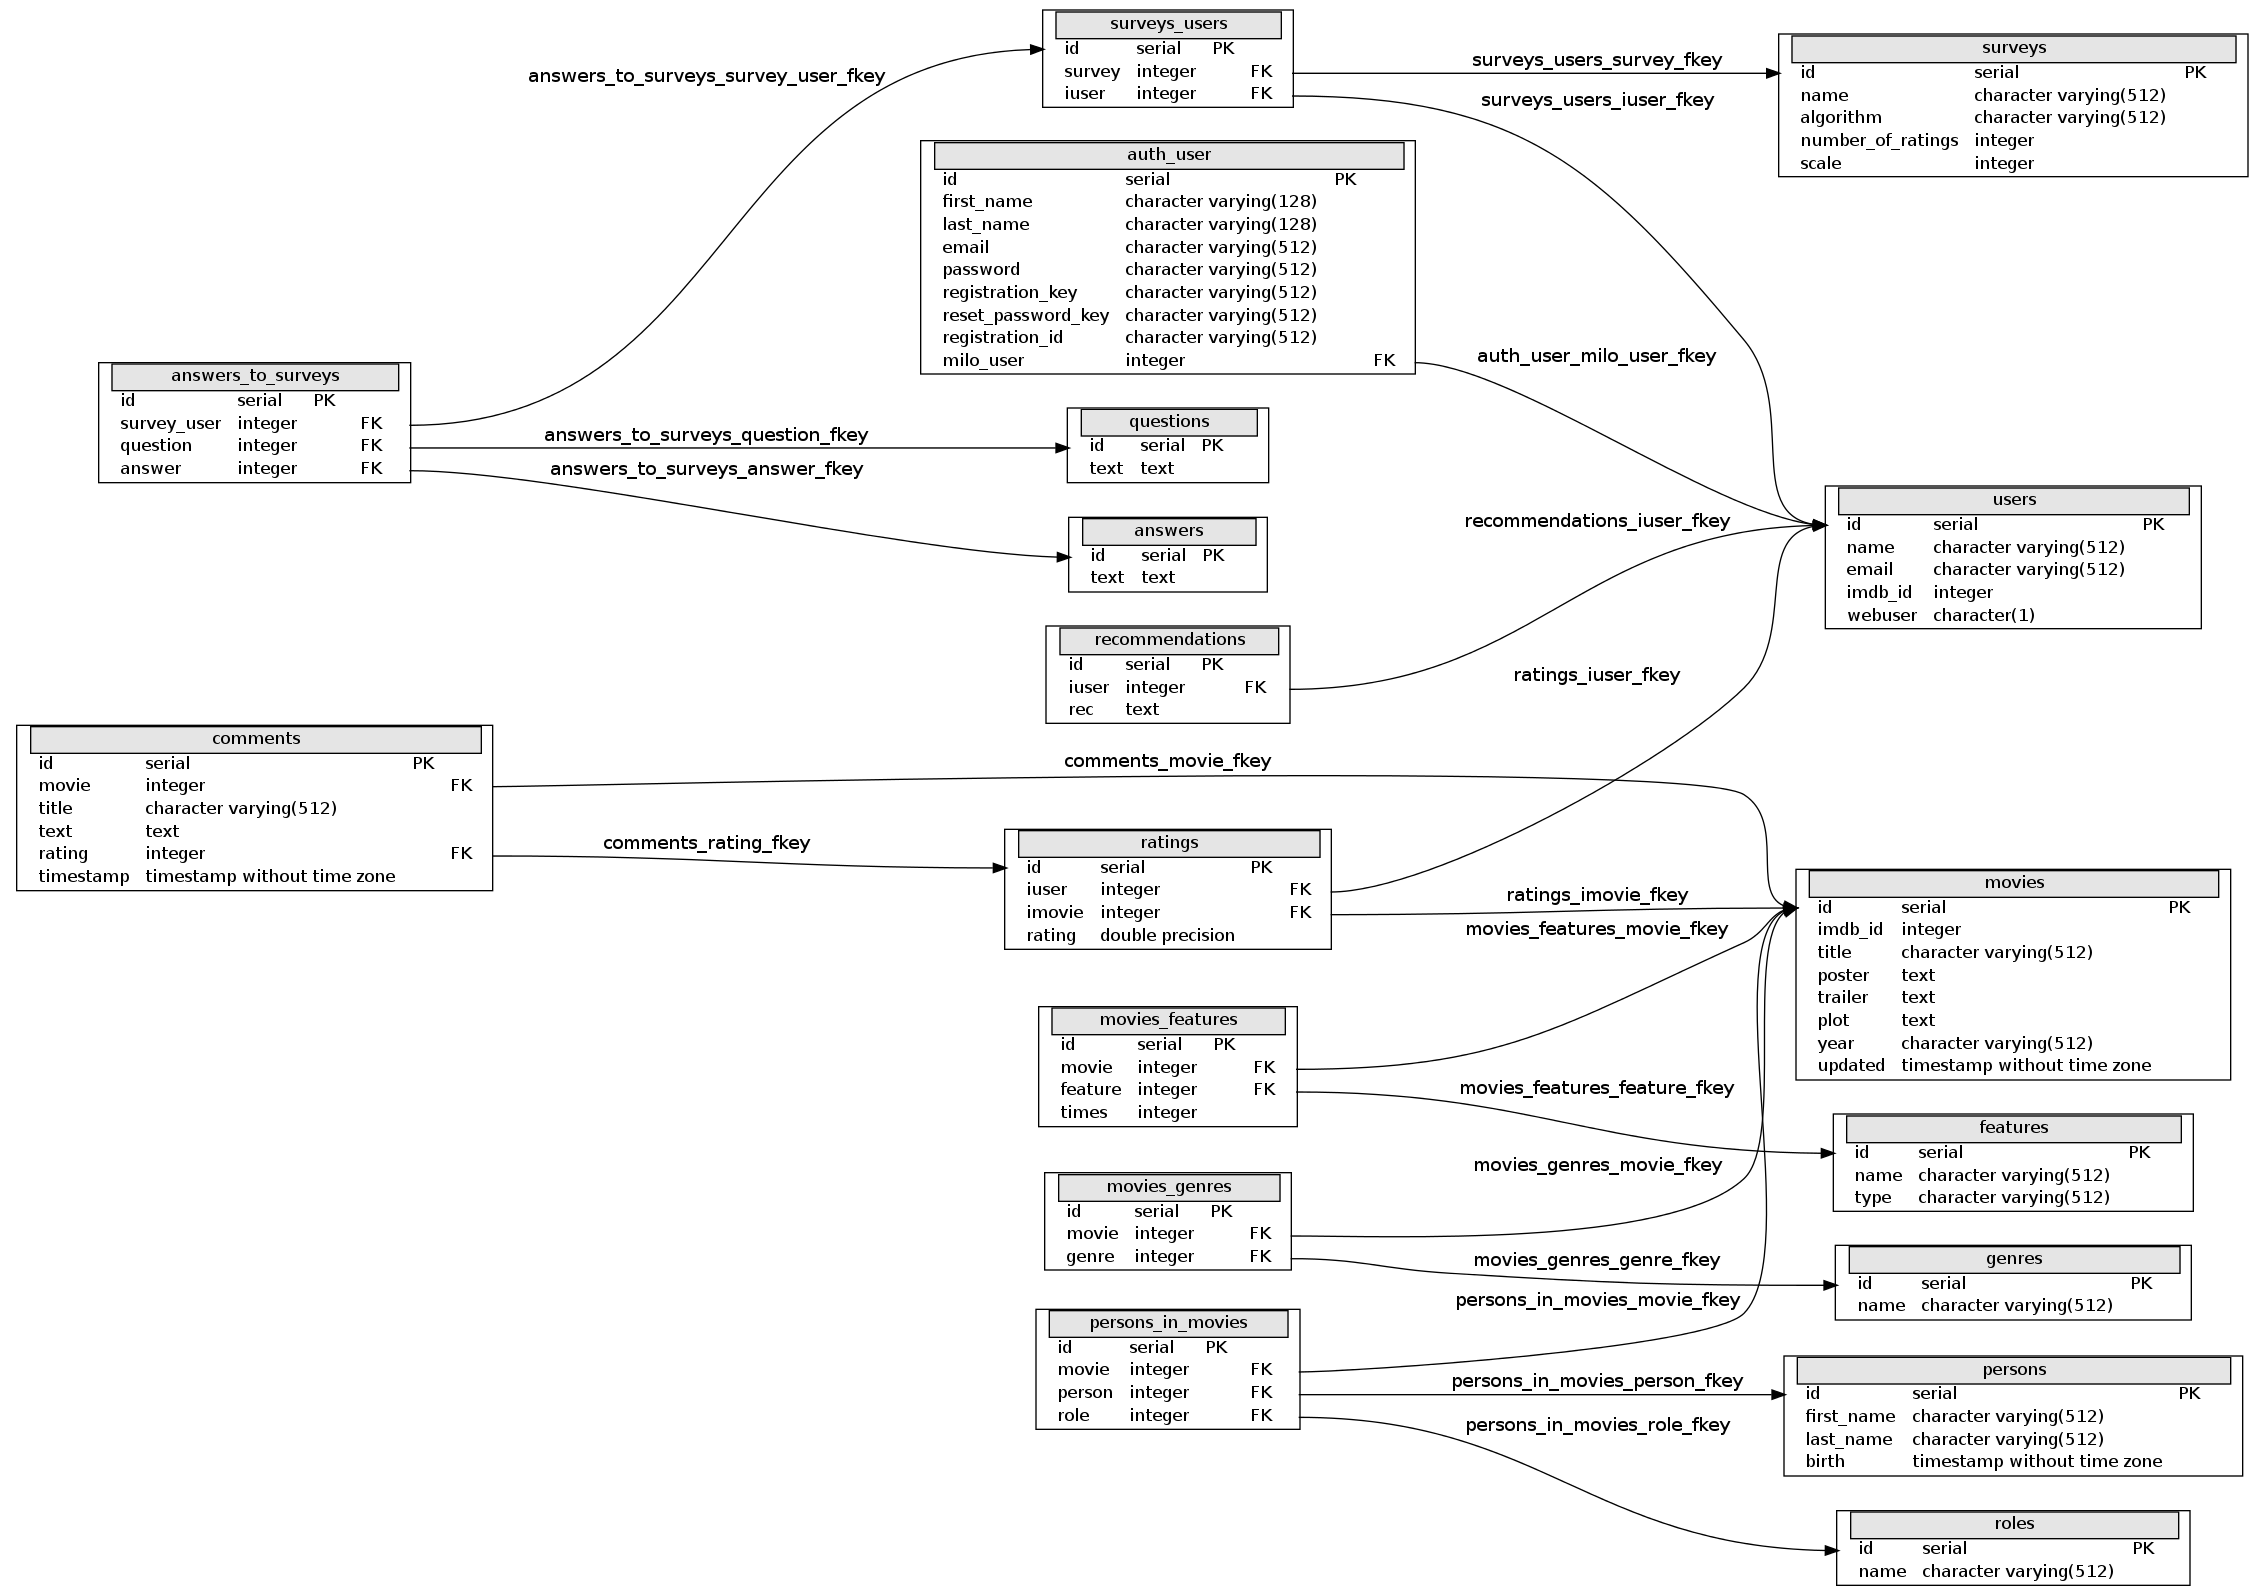 surveys_users
id serial PK
survey integer FK
iuser integer FK
surveys
id serial PK
name character varying(512)
algorithm character varying(512)
number_of_ratings integer
scale integer
answers_to_surveys_survey_user_fkey
surveys_users_survey_fkey
surveys_users_iuser_fkey
auth_user
id serial PK
first_name character varying(128)
last_name character varying(128)
email character varying(512)
password character varying(512)
registration_key character varying(512)
reset_password_key character varying(512)
registration_id character varying(512)
milo_user integer FK
auth_user_milo_user_fkey
answers_to_surveys
id serial PK
survey_user integer FK
question integer FK
answer integer FK
answers_to_surveys_question_fkey
answers_to_surveys_answer_fkey
questions
id serial PK
text text
answers
id serial PK
text text
recommendations_iuser_fkey
users
id serial PK
name character varying(512)
email character varying(512)
imdb_id integer
webuser character(1)
recommendations
id serial PK
iuser integer FK
rec text
ratings_iuser_fkey
comments
id serial PK
movie integer FK
title character varying(512)
text text
rating integer FK
timestamp timestamp without time zone
comments_movie_fkey
comments_rating_fkey
ratings
id serial PK
iuser integer FK
imovie integer FK
rating double precision
ratings_imovie_fkey
movies_features_movie_fkey
movies
id serial PK
imdb_id integer
title character varying(512)
poster text
trailer text
plot text
year character varying(512)
updated timestamp without time zone
movies_features
id serial PK
movie integer FK
feature integer FK
times integer
movies_features_feature_fkey
features
id serial PK
name character varying(512)
type character varying(512)
movies_genres_movie_fkey
movies_genres
id serial PK
movie integer FK
genre integer FK
movies_genres_genre_fkey
genres
id serial PK
name character varying(512)
persons_in_movies_movie_fkey
persons_in_movies
id serial PK
movie integer FK
person integer FK
role integer FK
persons_in_movies_person_fkey
persons_in_movies_role_fkey
persons
id serial PK
first_name character varying(512)
last_name character varying(512)
birth timestamp without time zone
roles
id serial PK
name character varying(512)